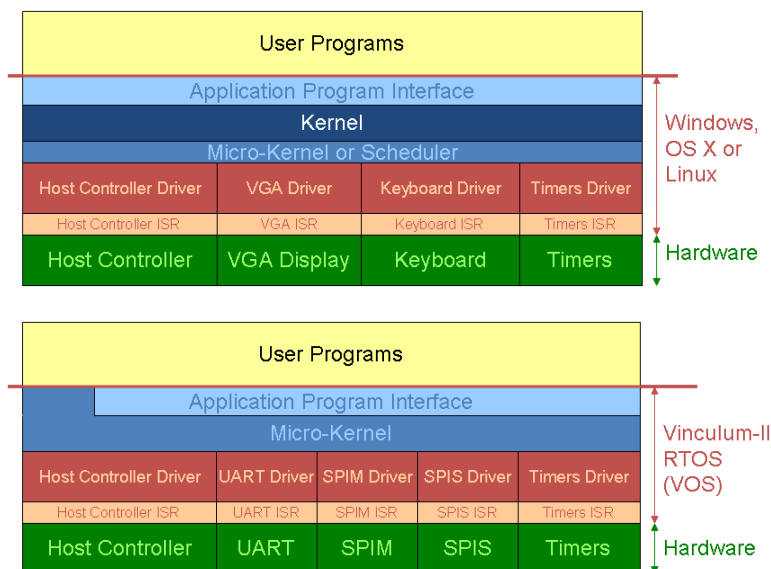 User Programs
Application Program Interface
Kernel
Micro-Kernel or Scheduler
Windows,
OS X or
Linux
Host Controller Driver VGA Driver Keyboard Driver Timers Driver
Host Controller ISR VGA ISR Keyboard ISR Timers ISR
Host Controller VGA Display Keyboard Timers
Hardware
User Programs
Application Program Interface
Micro-Kernel
Vinculum-II
RTOS
(VOS)
Host Controller Driver UART Driver SPIM Driver SPIS Driver Timers Driver
Host Controller ISR UART ISR SPIM ISR SPIS ISR Timers ISR
Host Controller UART SPIM SPIS Timers
Hardware